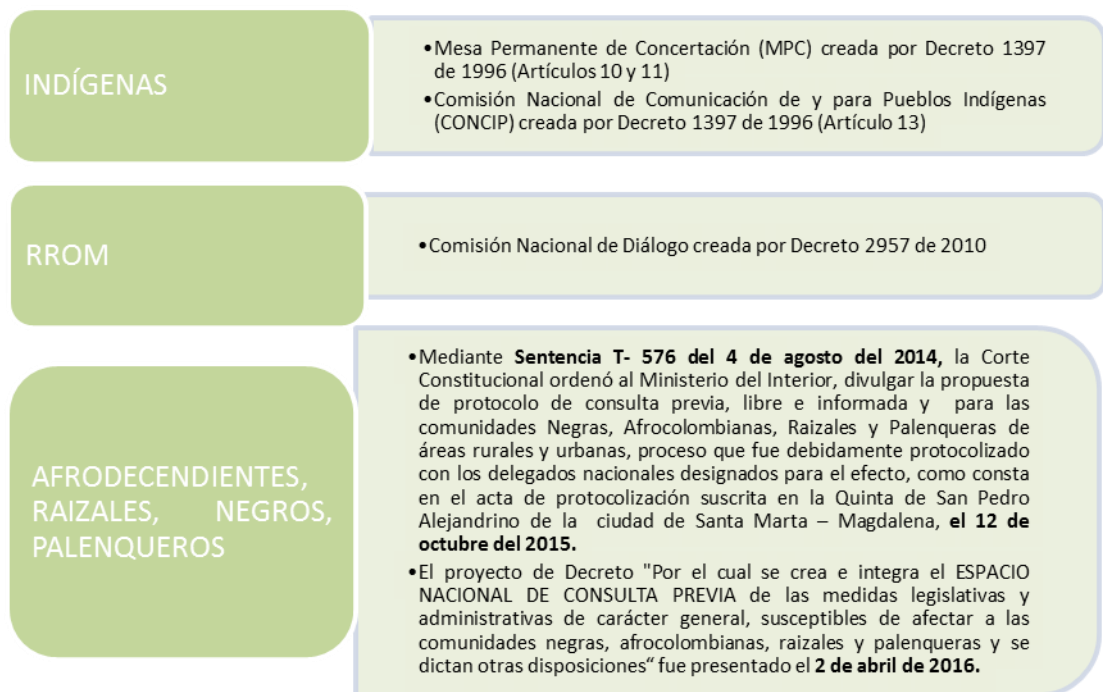 INDÍGENAS
•Mesa Permanente de Concertación (MPC) creada por Decreto 1397
de 1996 (Artículos 10 y 11)
•Comisión Nacional de Comunicación de y para Pueblos Indígenas
(CONCIP) creada por Decreto 1397 de 1996 (Artículo 13)
RROM
•Comisión Nacional de Diálogo creada por Decreto 2957 de 2010
AFRODECENDIENTES,
RAIZALES, NEGROS,
PALENQUEROS
•Mediante Sentencia T- 576 del 4 de agosto del 2014, la Corte
Constitucional ordenó al Ministerio del Interior, divulgar la propuesta
de protocolo de consulta previa, libre e informada y para las
comunidades Negras, Afrocolombianas, Raizales y Palenqueras de
áreas rurales y urbanas, proceso que fue debidamente protocolizado
con los delegados nacionales designados para el efecto, como consta
en el acta de protocolización suscrita en la Quinta de San Pedro
Alejandrino de la ciudad de Santa Marta – Magdalena, el 12 de
octubre del 2015.
•El proyecto de Decreto "Por el cual se crea e integra el ESPACIO
NACIONAL DE CONSULTA PREVIA de las medidas legislativas y
administrativas de carácter general, susceptibles de afectar a las
comunidades negras, afrocolombianas, raizales y palenqueras y se
dictan otras disposiciones“ fue presentado el 2 de abril de 2016.